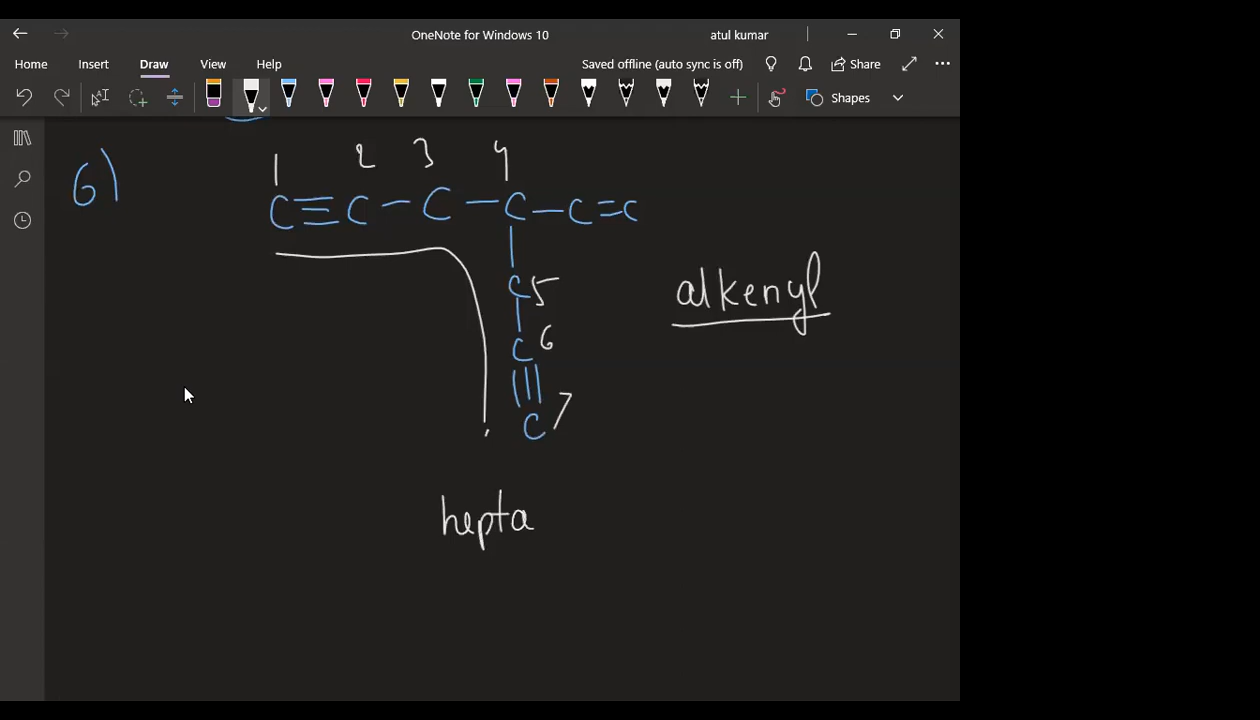 OneNote for Windows 10
atul kumar
Home Insert Draw View Help
Saved offline (auto sync is off)
Share
Shapes
6)
1 2 3 4
C≡C-C-C-C=C
C 5
C 6
C 7
alkenyl
hepta